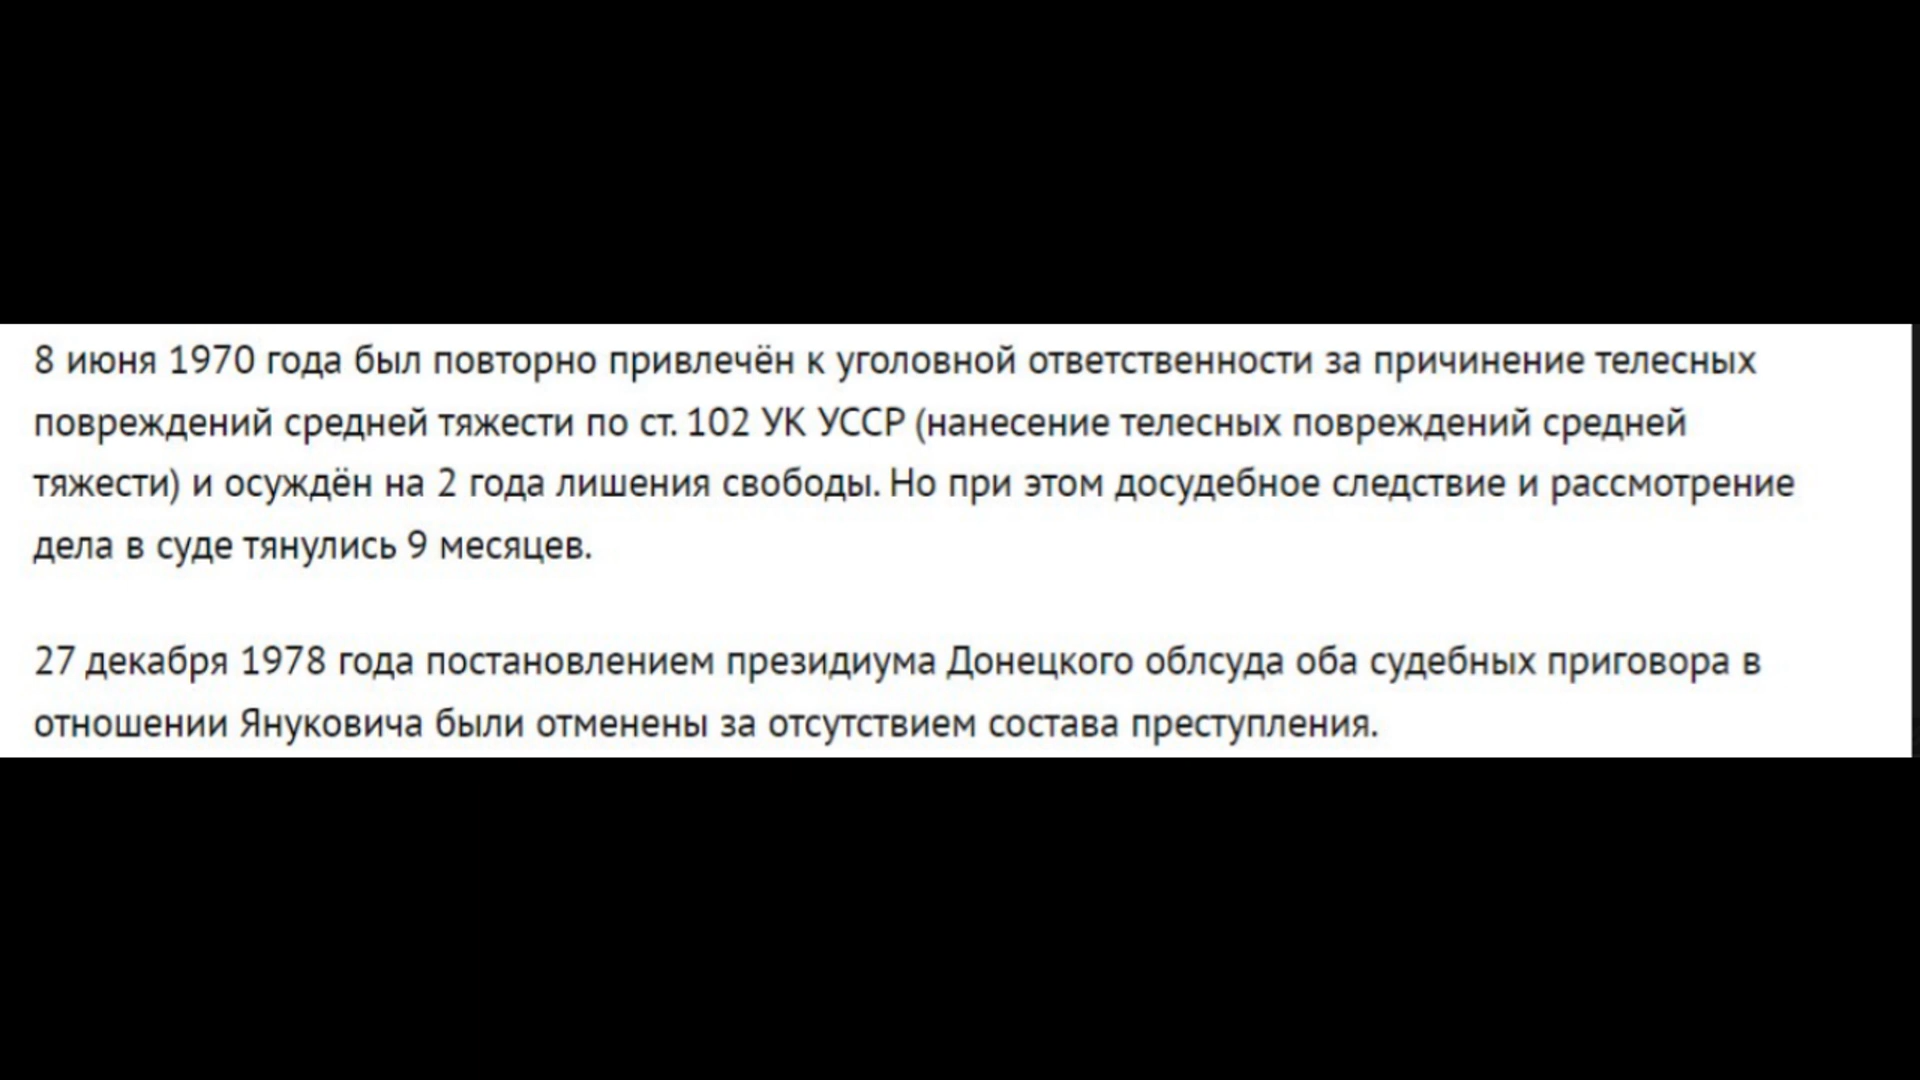 8 июня 1970 года был повторно привлечён к уголовной ответственности за причинение телесных
повреждений средней тяжести по ст. 102 УК УССР (нанесение телесных повреждений средней
тяжести) и осуждён на 2 года лишения свободы. Но при этом досудебное следствие и рассмотрение
дела в суде тянулись 9 месяцев.
27 декабря 1978 года постановлением президиума Донецкого облсуда оба судебных приговора в
отношении Януковича были отменены за отсутствием состава преступления.